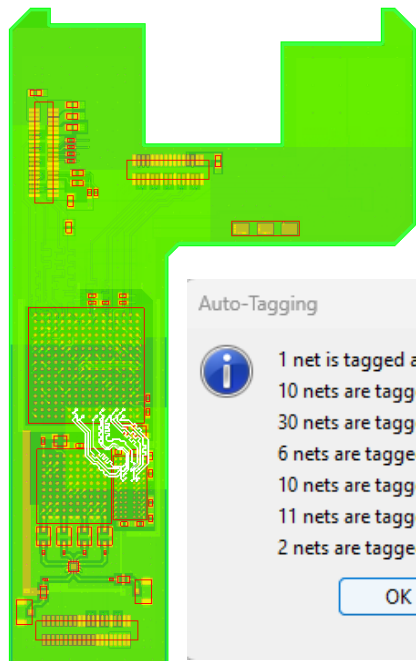 Auto-Tagging
1 net is tagged a
10 nets are tagg
30 nets are tagg
6 nets are tagge
10 nets are tagg
11 nets are tagg
2 nets are tagge
OK